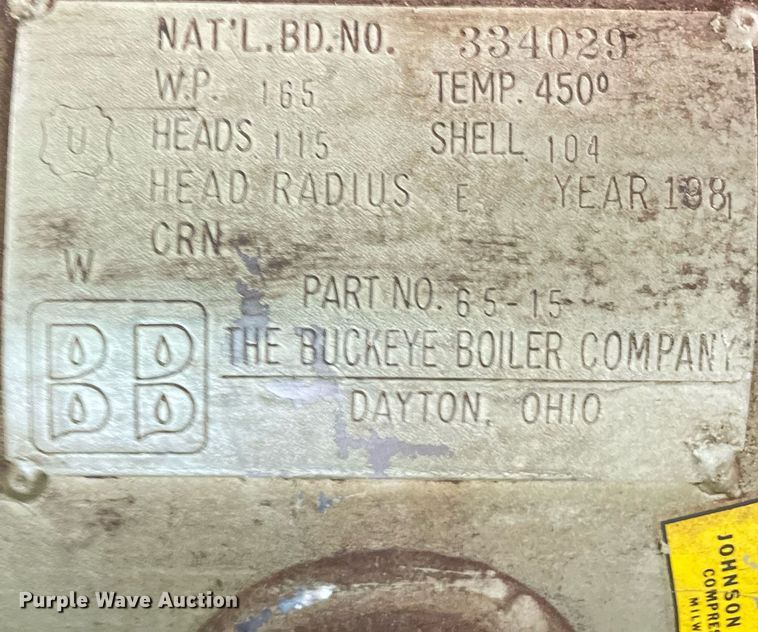 NAT'L.BD.NO. 334029
W.P. 165 TEMP. 450°
U HEADS .115 SHELL .104
HEAD RADIUS E YEAR 1981
CRN
W
PART NO. 65-15
THE BUCKEYE BOILER COMPANY
DAYTON, OHIO
JOHNSON
Purple Wave Auction